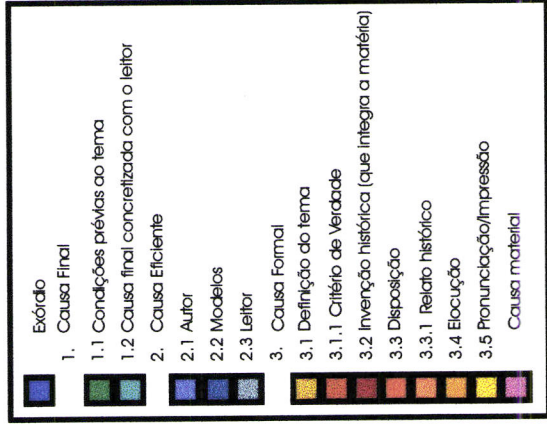 Exórdio
1. Causa Final
1.1 Condições prévias ao tema
1.2 Causa final concretizada com o leitor
2. Causa Eficiente
2.1 Autor
2.2 Modelos
2.3 Leitor
3. Causa Formal
3.1 Definição do tema
3.1.1 Critério de Verdade
3.2 Invenção histórica (que integra a matéria)
3.3 Disposição
3.3.1 Relato histórico
3.4 Elocução
3.5 Pronunciação/Impressão
Causa material